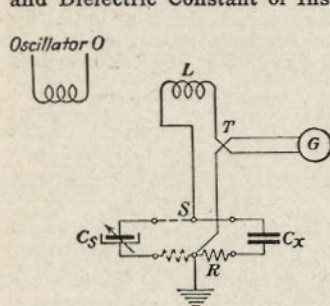 and Dielectric Constant of Ins
Oscillator O
L
T
G
S
Cs
Cx
R